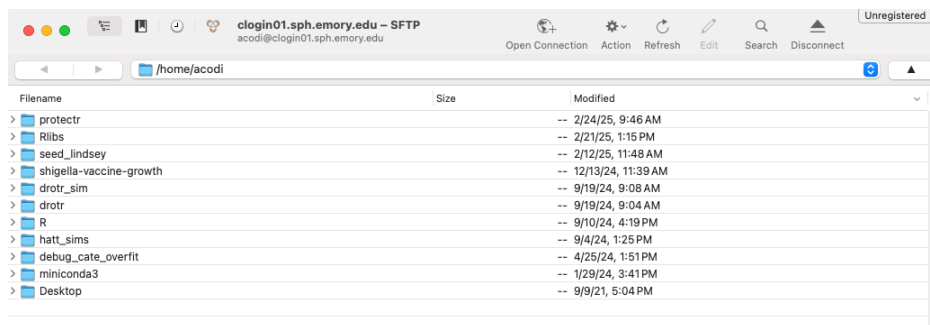 Unregistered
clogin01.sph.emory.edu – SFTP
acodi@clogin01.sph.emory.edu
Open Connection Action Refresh Edit Search Disconnect
/home/acodi
Filename Size Modified
protectr -- 2/24/25, 9:46 AM
Rlibs -- 2/21/25, 1:15 PM
seed_lindsey -- 2/12/25, 11:48 AM
shigella-vaccine-growth -- 12/13/24, 11:39 AM
drotr_sim -- 9/19/24, 9:08 AM
drotr -- 9/19/24, 9:04 AM
R -- 9/10/24, 4:19 PM
hatt_sims -- 9/4/24, 1:25 PM
debug_cate_overfit -- 4/25/24, 1:51 PM
miniconda3 -- 1/29/24, 3:41 PM
Desktop -- 9/9/21, 5:04 PM